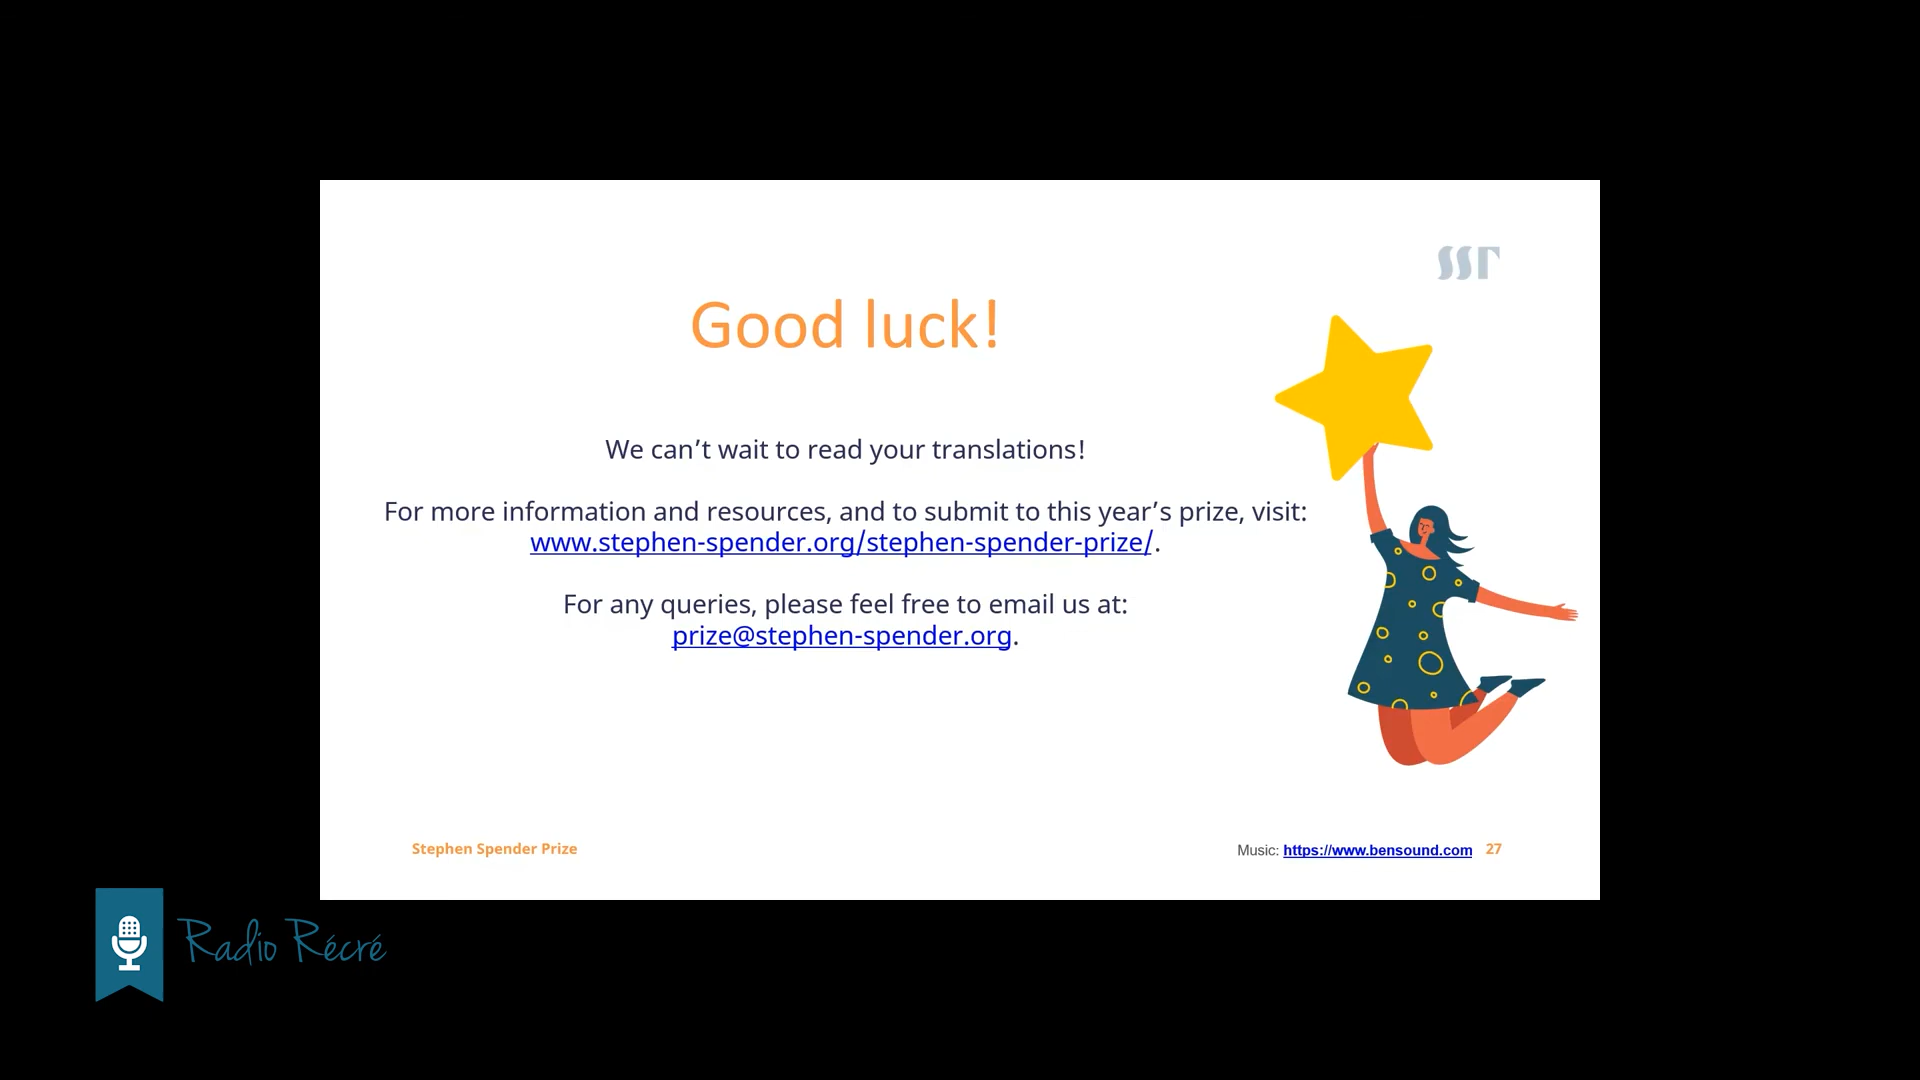 SST
Good luck!
We can’t wait to read your translations!
For more information and resources, and to submit to this year’s prize, visit:
www.stephen-spender.org/stephen-spender-prize/.
For any queries, please feel free to email us at:
prize@stephen-spender.org.
Stephen Spender Prize
Music: https://www.bensound.com 27
Radio Récré